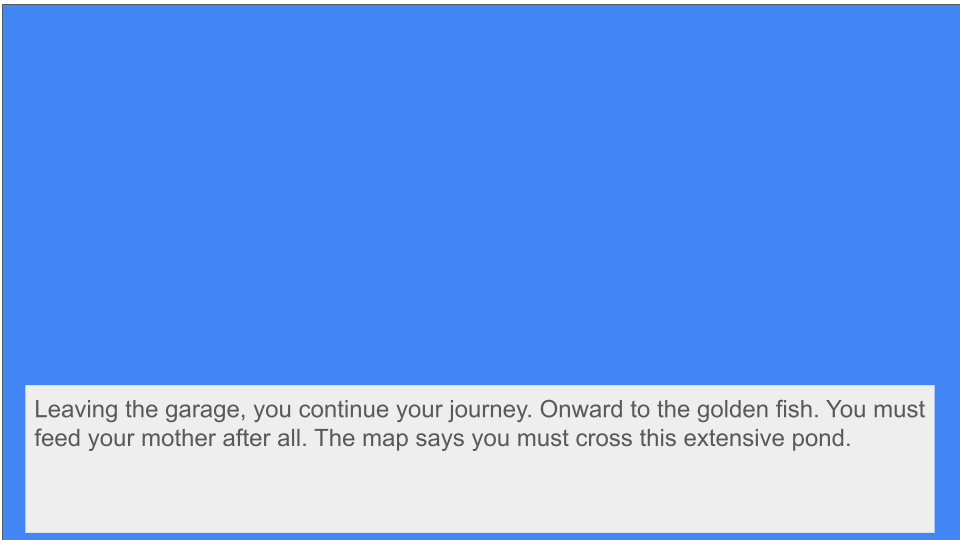 Leaving the garage, you continue your journey. Onward to the golden fish. You must
feed your mother after all. The map says you must cross this extensive pond.